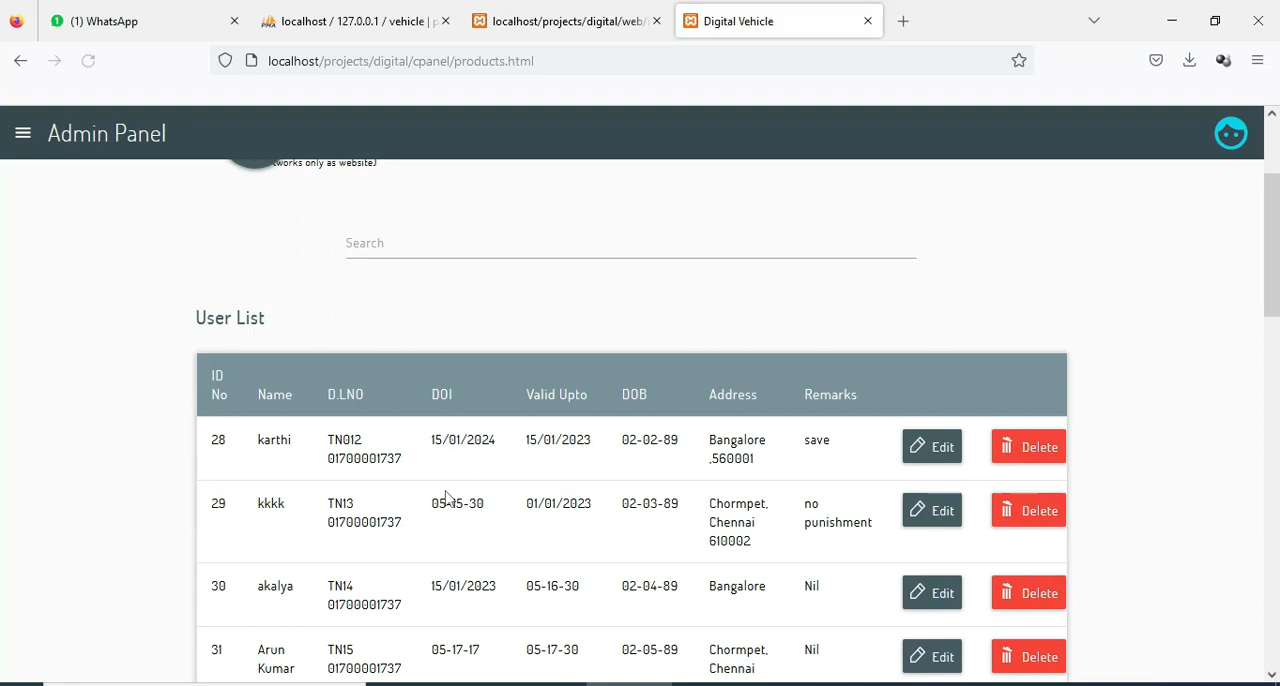 (1) WhatsApp
localhost / 127.0.0.1 / vehicle | p
localhost/projects/digital/web/i
Digital Vehicle
localhost/projects/digital/cpanel/products.html
Admin Panel
(works only as website)
Search
User List
ID No Name D.LNO DOI Valid Upto DOB Address Remarks
28 karthi TN012 15/01/2024 15/01/2023 02-02-89 Bangalore save Edit Delete
01700001737 ,560001
29 kkkk TN13 05-15-30 01/01/2023 02-03-89 Chormpet, no Edit Delete
01700001737 Chennai punishment
610002
30 akalya TN14 15/01/2023 05-16-30 02-04-89 Bangalore Nil Edit Delete
01700001737
31 Arun TN15 05-17-17 05-17-30 02-05-89 Chormpet, Nil Edit Delete
Kumar 01700001737 Chennai